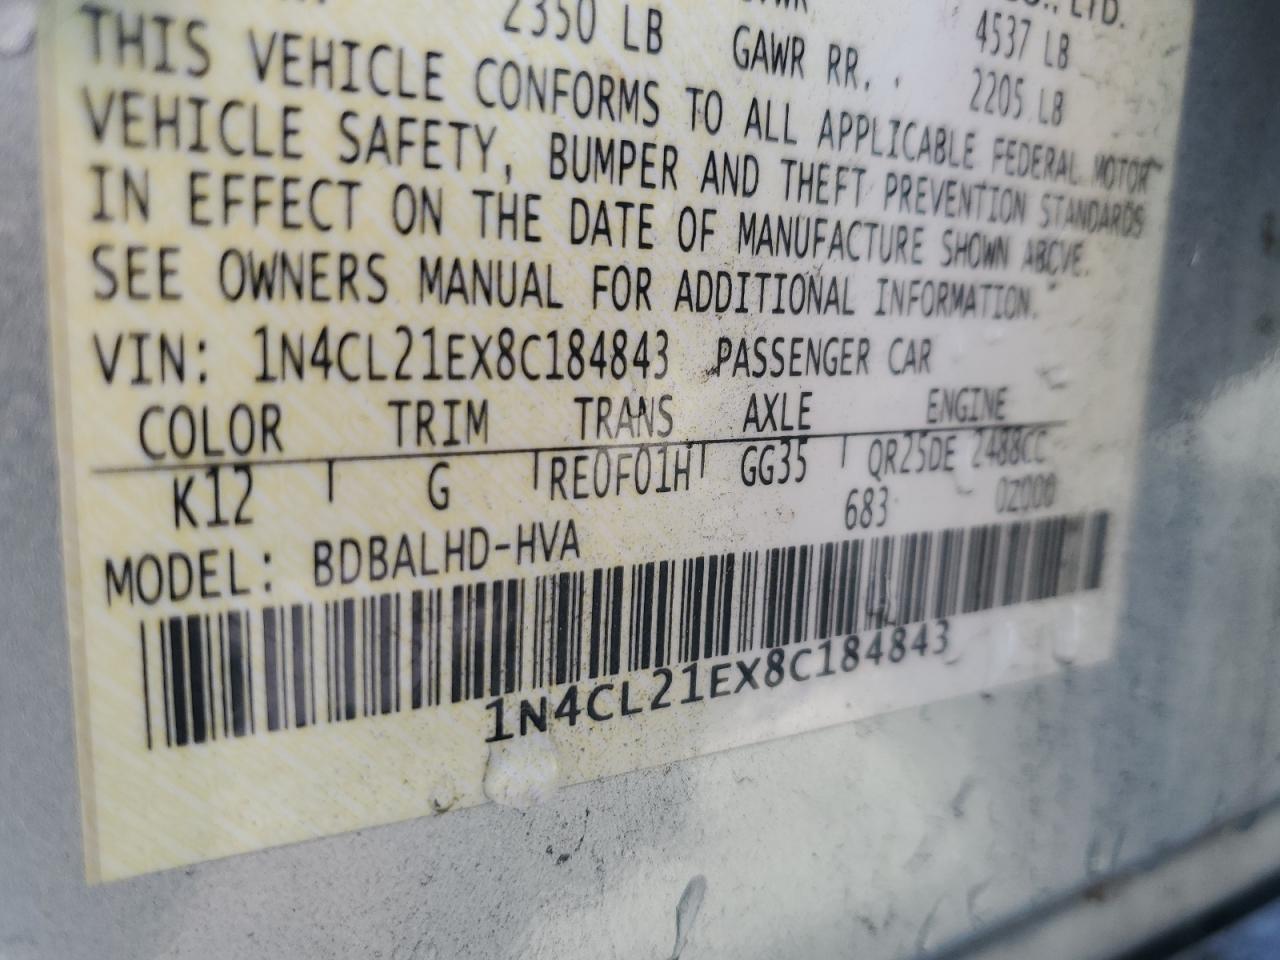 CO., LTD.
2350 LB GAWR RR. . 4537 LB
2205 LB
THIS VEHICLE CONFORMS TO ALL APPLICABLE FEDERAL MOTOR
VEHICLE SAFETY, BUMPER AND THEFT PREVENTION STANDARDS
IN EFFECT ON THE DATE OF MANUFACTURE SHOWN ABOVE.
SEE OWNERS MANUAL FOR ADDITIONAL INFORMATION.
VIN: 1N4CL21EX8C184843 PASSENGER CAR
COLOR TRIM TRANS AXLE ENGINE
K12 G RE0F01H GG35 QR25DE 2488CC
683 0Z000
MODEL: BDBALHD-HVA
1N4CL21EX8C184843